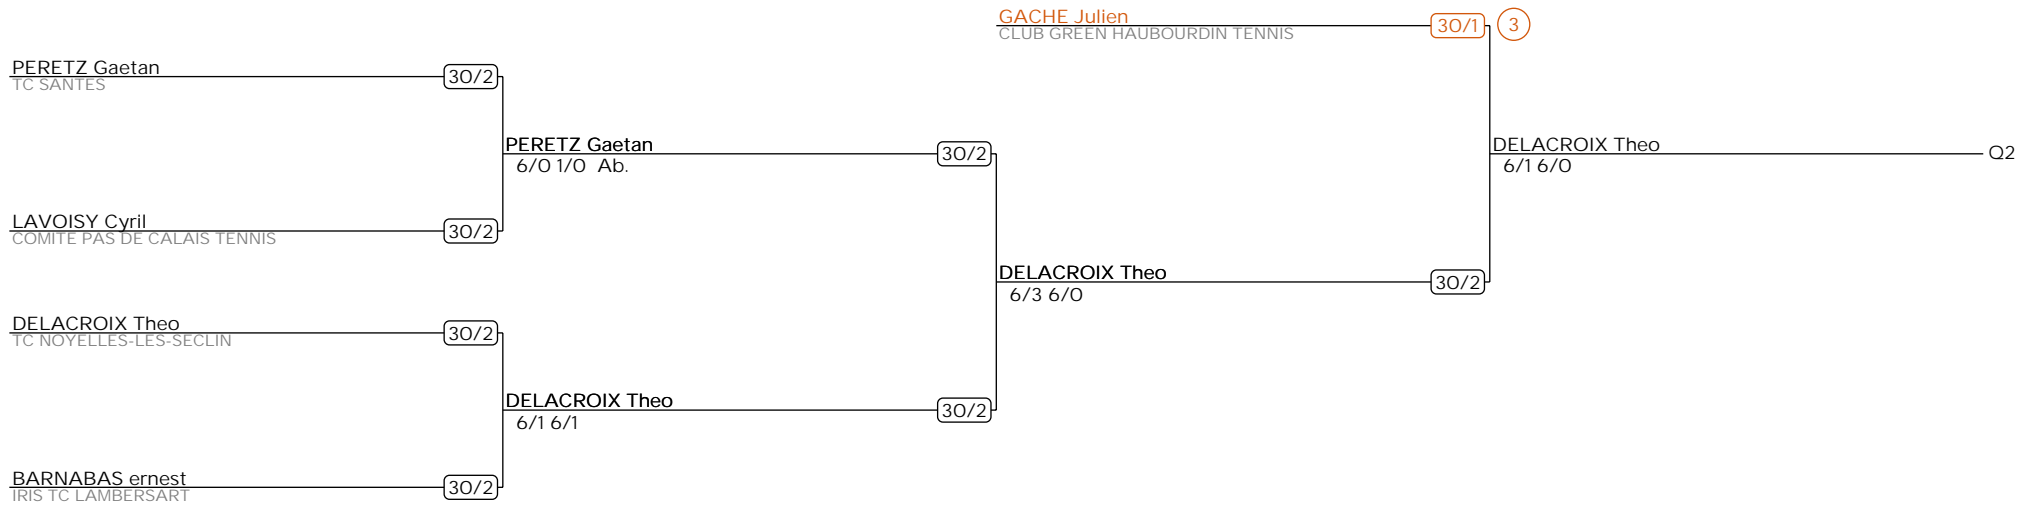 GACHE Julien
CLUB GREEN HAUBOURDIN TENNIS
30/1
3
PERETZ Gaetan
TC SANTES
30/2
PERETZ Gaetan
6/0 1/0 Ab.
30/2
DELACROIX Theo
6/1 6/0
Q2
LAVOISY Cyril
COMITE PAS DE CALAIS TENNIS
30/2
DELACROIX Theo
6/3 6/0
30/2
DELACROIX Theo
TC NOYELLES-LES-SECLIN
30/2
DELACROIX Theo
6/1 6/1
30/2
BARNABAS ernest
IRIS TC LAMBERSART
30/2